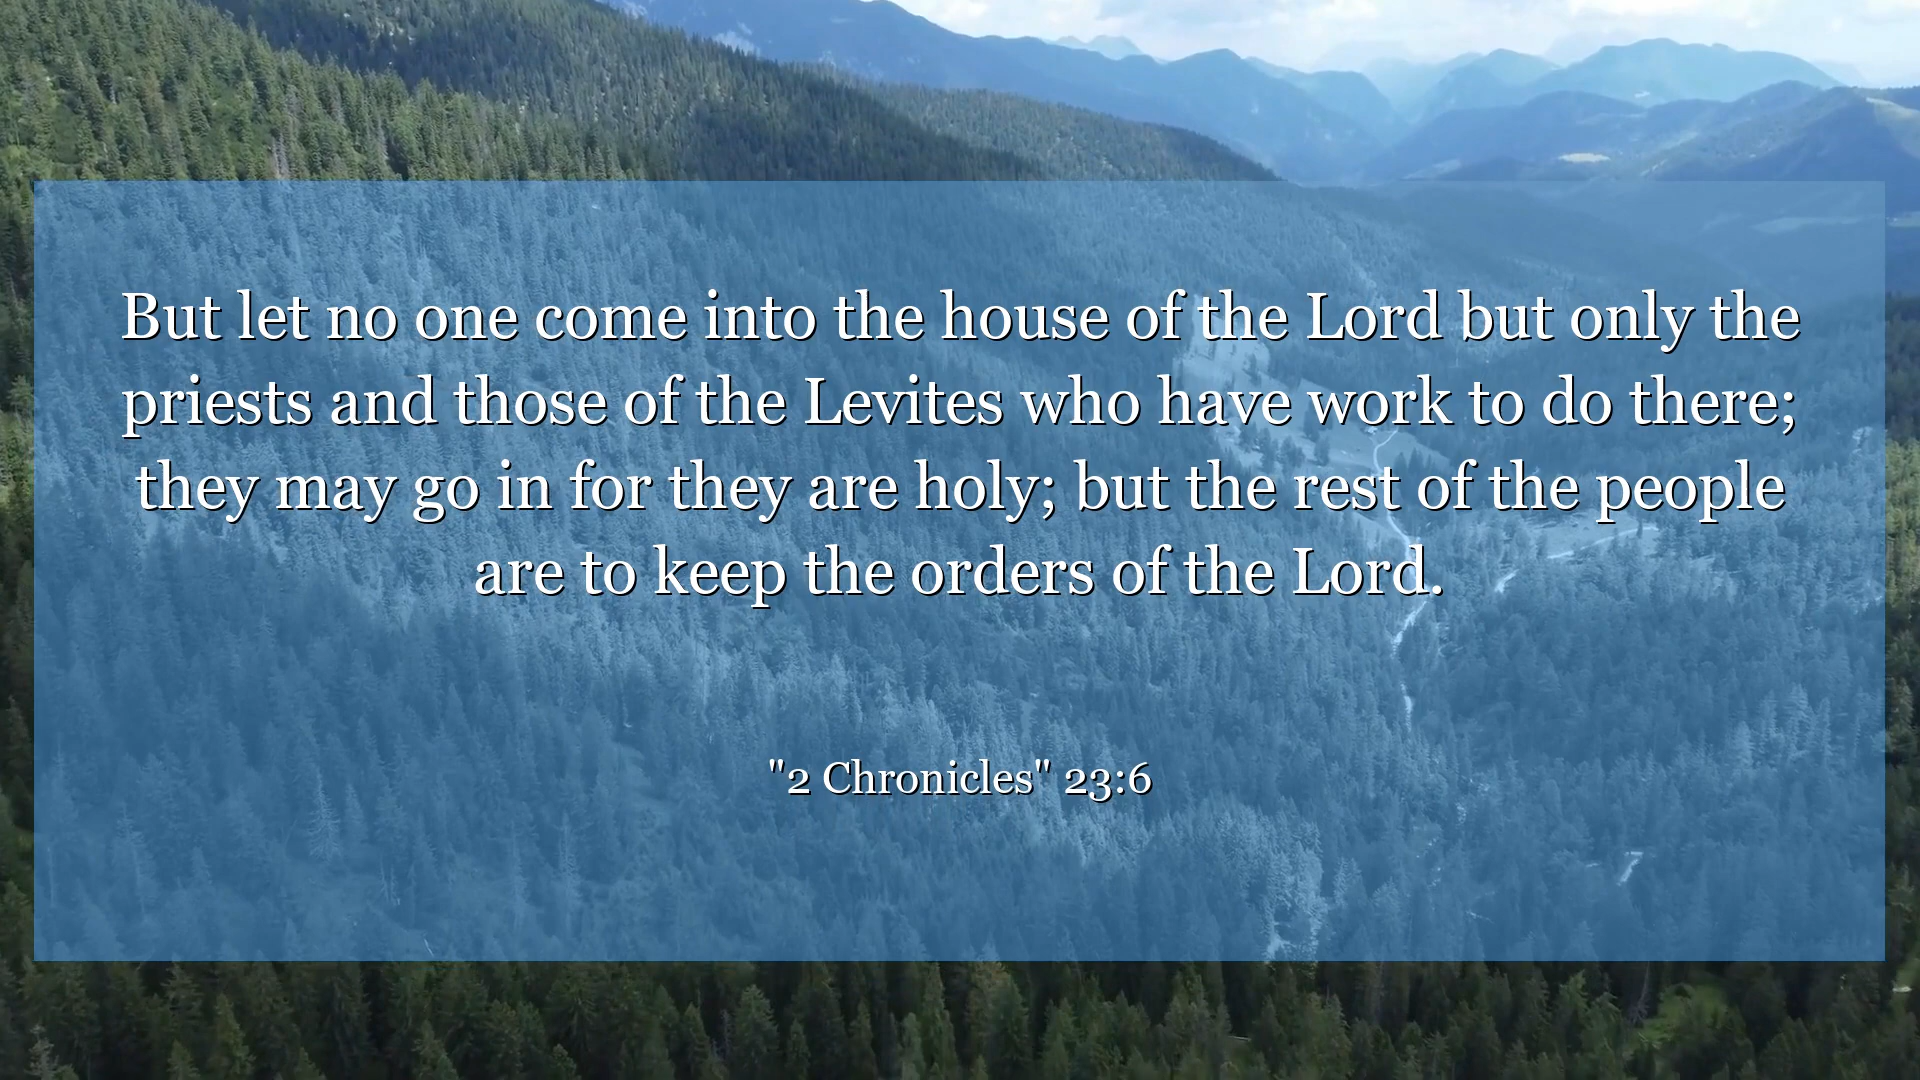 But let no one come into the house of the Lord but only the
priests and those of the Levites who have work to do there;
they may go in for they are holy; but the rest of the people
are to keep the orders of the Lord.
"2 Chronicles" 23:6